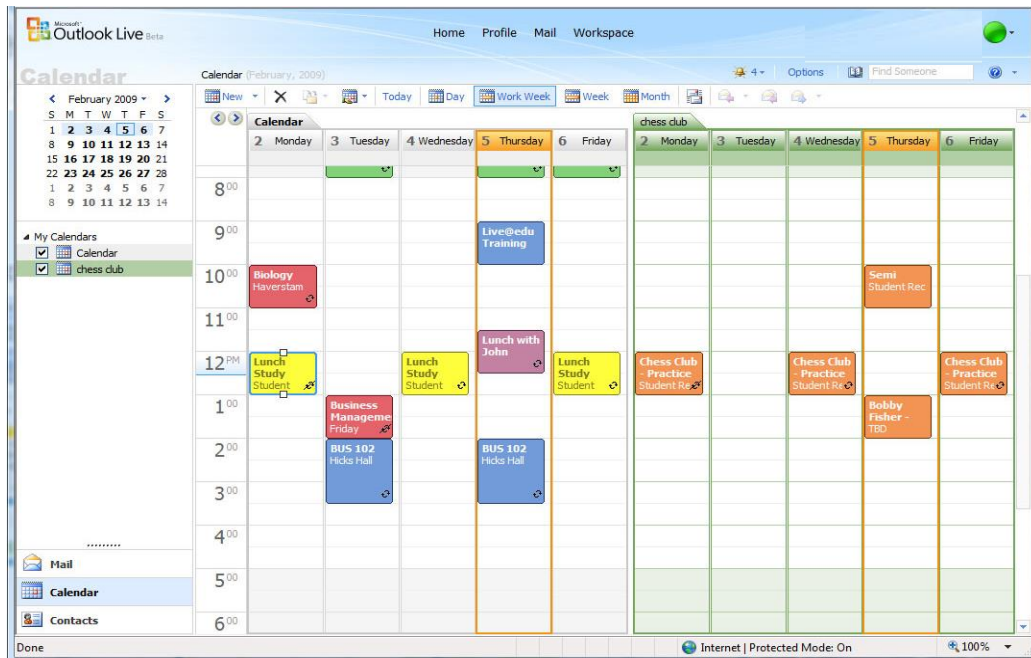 Microsoft®
Outlook Live Beta
Home Profile Mail Workspace
Calendar
Calendar (February, 2009)
4
Options
Find Someone
February 2009
S M T W T F S
1 2 3 4 5 6 7
8 9 10 11 12 13 14
15 16 17 18 19 20 21
22 23 24 25 26 27 28
1 2 3 4 5 6 7
8 9 10 11 12 13 14
New Today Day Work Week Week Month
My Calendars
Calendar
chess club
Mail
Calendar
Contacts
Calendar
2 Monday 3 Tuesday 4 Wednesday 5 Thursday 6 Friday
chess club
2 Monday 3 Tuesday 4 Wednesday 5 Thursday 6 Friday
8 00
9 00
Live@edu
Training
10 00
Biology
Haverstam
Semi
Student Rec
11 00
Lunch with
John
12 PM
Lunch
Study
Student
Lunch
Study
Student
Lunch
Study
Student
Chess Club
- Practice
Student Re
Chess Club
- Practice
Student Re
Chess Club
- Practice
Student Re
1 00
Business
Manageme
Friday
Bobby
Fisher -
TBD
2 00
BUS 102
Hicks Hall
BUS 102
Hicks Hall
3 00
4 00
5 00
6 00
Done
Internet | Protected Mode: On
100%